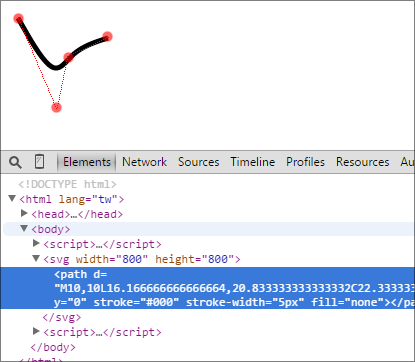 Elements Network Sources Timeline Profiles Resources Au
<!DOCTYPE html>
▼<html lang="tw">
▶<head>…</head>
▼<body>
▶<script>…</script>
▼<svg width="800" height="800">
<path d=
"M10,10L16.166666666666664,20.833333333333332C22.333333
y="0" stroke="#000" stroke-width="5px" fill="none"></pa
</svg>
▶<script>…</script>
</body>
</html>